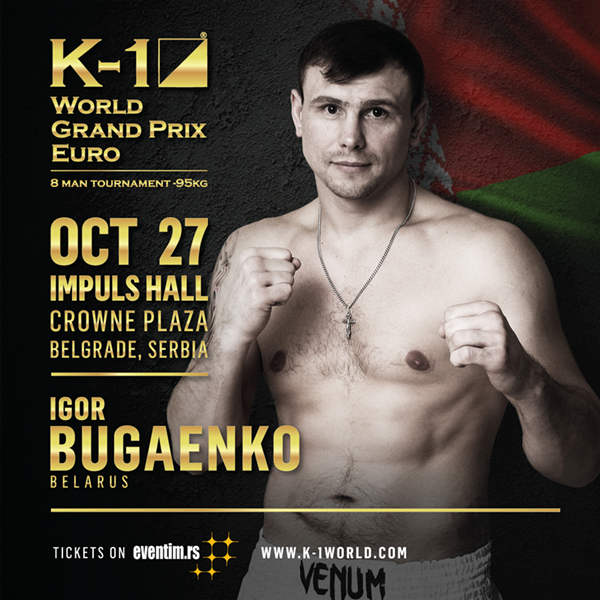 K-1®
WORLD
GRAND PRIX
EURO
8 MAN TOURNAMENT -95KG
OCT 27
IMPULS HALL
CROWNE PLAZA
BELGRADE, SERBIA
IGOR
BUGAENKO
BELARUS
TICKETS ON eventim.rs WWW.K-1WORLD.COM
VENUM